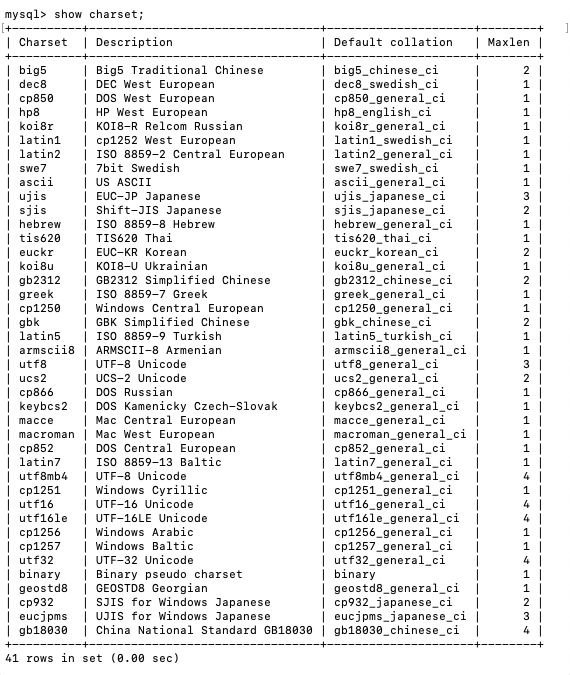 mysql> show charset;
+----------+---------------------------------+---------------------+--------+
| Charset | Description | Default collation | Maxlen |
+----------+---------------------------------+---------------------+--------+
| big5 | Big5 Traditional Chinese | big5_chinese_ci | 2 |
| dec8 | DEC West European | dec8_swedish_ci | 1 |
| cp850 | DOS West European | cp850_general_ci | 1 |
| hp8 | HP West European | hp8_english_ci | 1 |
| koi8r | KOI8-R Relcom Russian | koi8r_general_ci | 1 |
| latin1 | cp1252 West European | latin1_swedish_ci | 1 |
| latin2 | ISO 8859-2 Central European | latin2_general_ci | 1 |
| swe7 | 7bit Swedish | swe7_swedish_ci | 1 |
| ascii | US ASCII | ascii_general_ci | 1 |
| ujis | EUC-JP Japanese | ujis_japanese_ci | 3 |
| sjis | Shift-JIS Japanese | sjis_japanese_ci | 2 |
| hebrew | ISO 8859-8 Hebrew | hebrew_general_ci | 1 |
| tis620 | TIS620 Thai | tis620_thai_ci | 1 |
| euckr | EUC-KR Korean | euckr_korean_ci | 2 |
| koi8u | KOI8-U Ukrainian | koi8u_general_ci | 1 |
| gb2312 | GB2312 Simplified Chinese | gb2312_chinese_ci | 2 |
| greek | ISO 8859-7 Greek | greek_general_ci | 1 |
| cp1250 | Windows Central European | cp1250_general_ci | 1 |
| gbk | GBK Simplified Chinese | gbk_chinese_ci | 2 |
| latin5 | ISO 8859-9 Turkish | latin5_turkish_ci | 1 |
| armscii8 | ARMSCII-8 Armenian | armscii8_general_ci | 1 |
| utf8 | UTF-8 Unicode | utf8_general_ci | 3 |
| ucs2 | UCS-2 Unicode | ucs2_general_ci | 2 |
| cp866 | DOS Russian | cp866_general_ci | 1 |
| keybcs2 | DOS Kamenicky Czech-Slovak | keybcs2_general_ci | 1 |
| macce | Mac Central European | macce_general_ci | 1 |
| macroman | Mac West European | macroman_general_ci | 1 |
| cp852 | DOS Central European | cp852_general_ci | 1 |
| latin7 | ISO 8859-13 Baltic | latin7_general_ci | 1 |
| utf8mb4 | UTF-8 Unicode | utf8mb4_general_ci | 4 |
| cp1251 | Windows Cyrillic | cp1251_general_ci | 1 |
| utf16 | UTF-16 Unicode | utf16_general_ci | 4 |
| utf16le | UTF-16LE Unicode | utf16le_general_ci | 4 |
| cp1256 | Windows Arabic | cp1256_general_ci | 1 |
| cp1257 | Windows Baltic | cp1257_general_ci | 1 |
| utf32 | UTF-32 Unicode | utf32_general_ci | 4 |
| binary | Binary pseudo charset | binary | 1 |
| geostd8 | GEOSTD8 Georgian | geostd8_general_ci | 1 |
| cp932 | SJIS for Windows Japanese | cp932_japanese_ci | 2 |
| eucjpms | UJIS for Windows Japanese | eucjpms_japanese_ci | 3 |
| gb18030 | China National Standard GB18030 | gb18030_chinese_ci | 4 |
+----------+---------------------------------+---------------------+--------+
41 rows in set (0.00 sec)